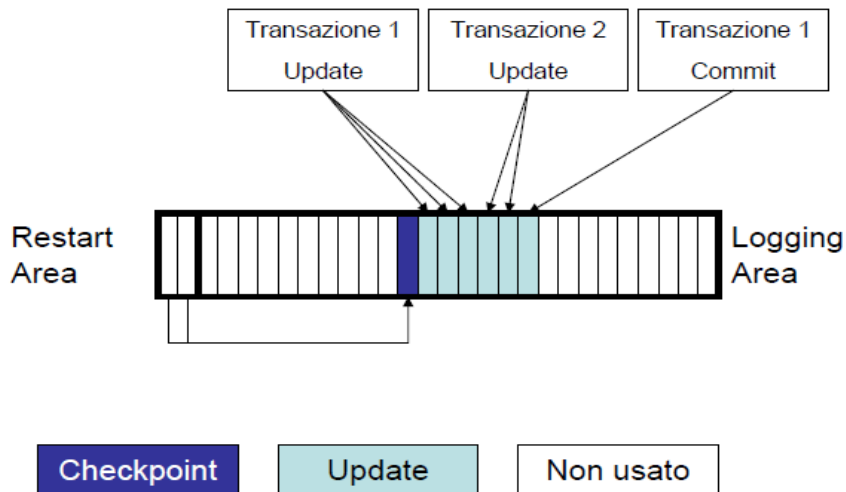 Transazione 1
Update
Transazione 2
Update
Transazione 1
Commit
Restart
Area
Logging
Area
Checkpoint
Update
Non usato